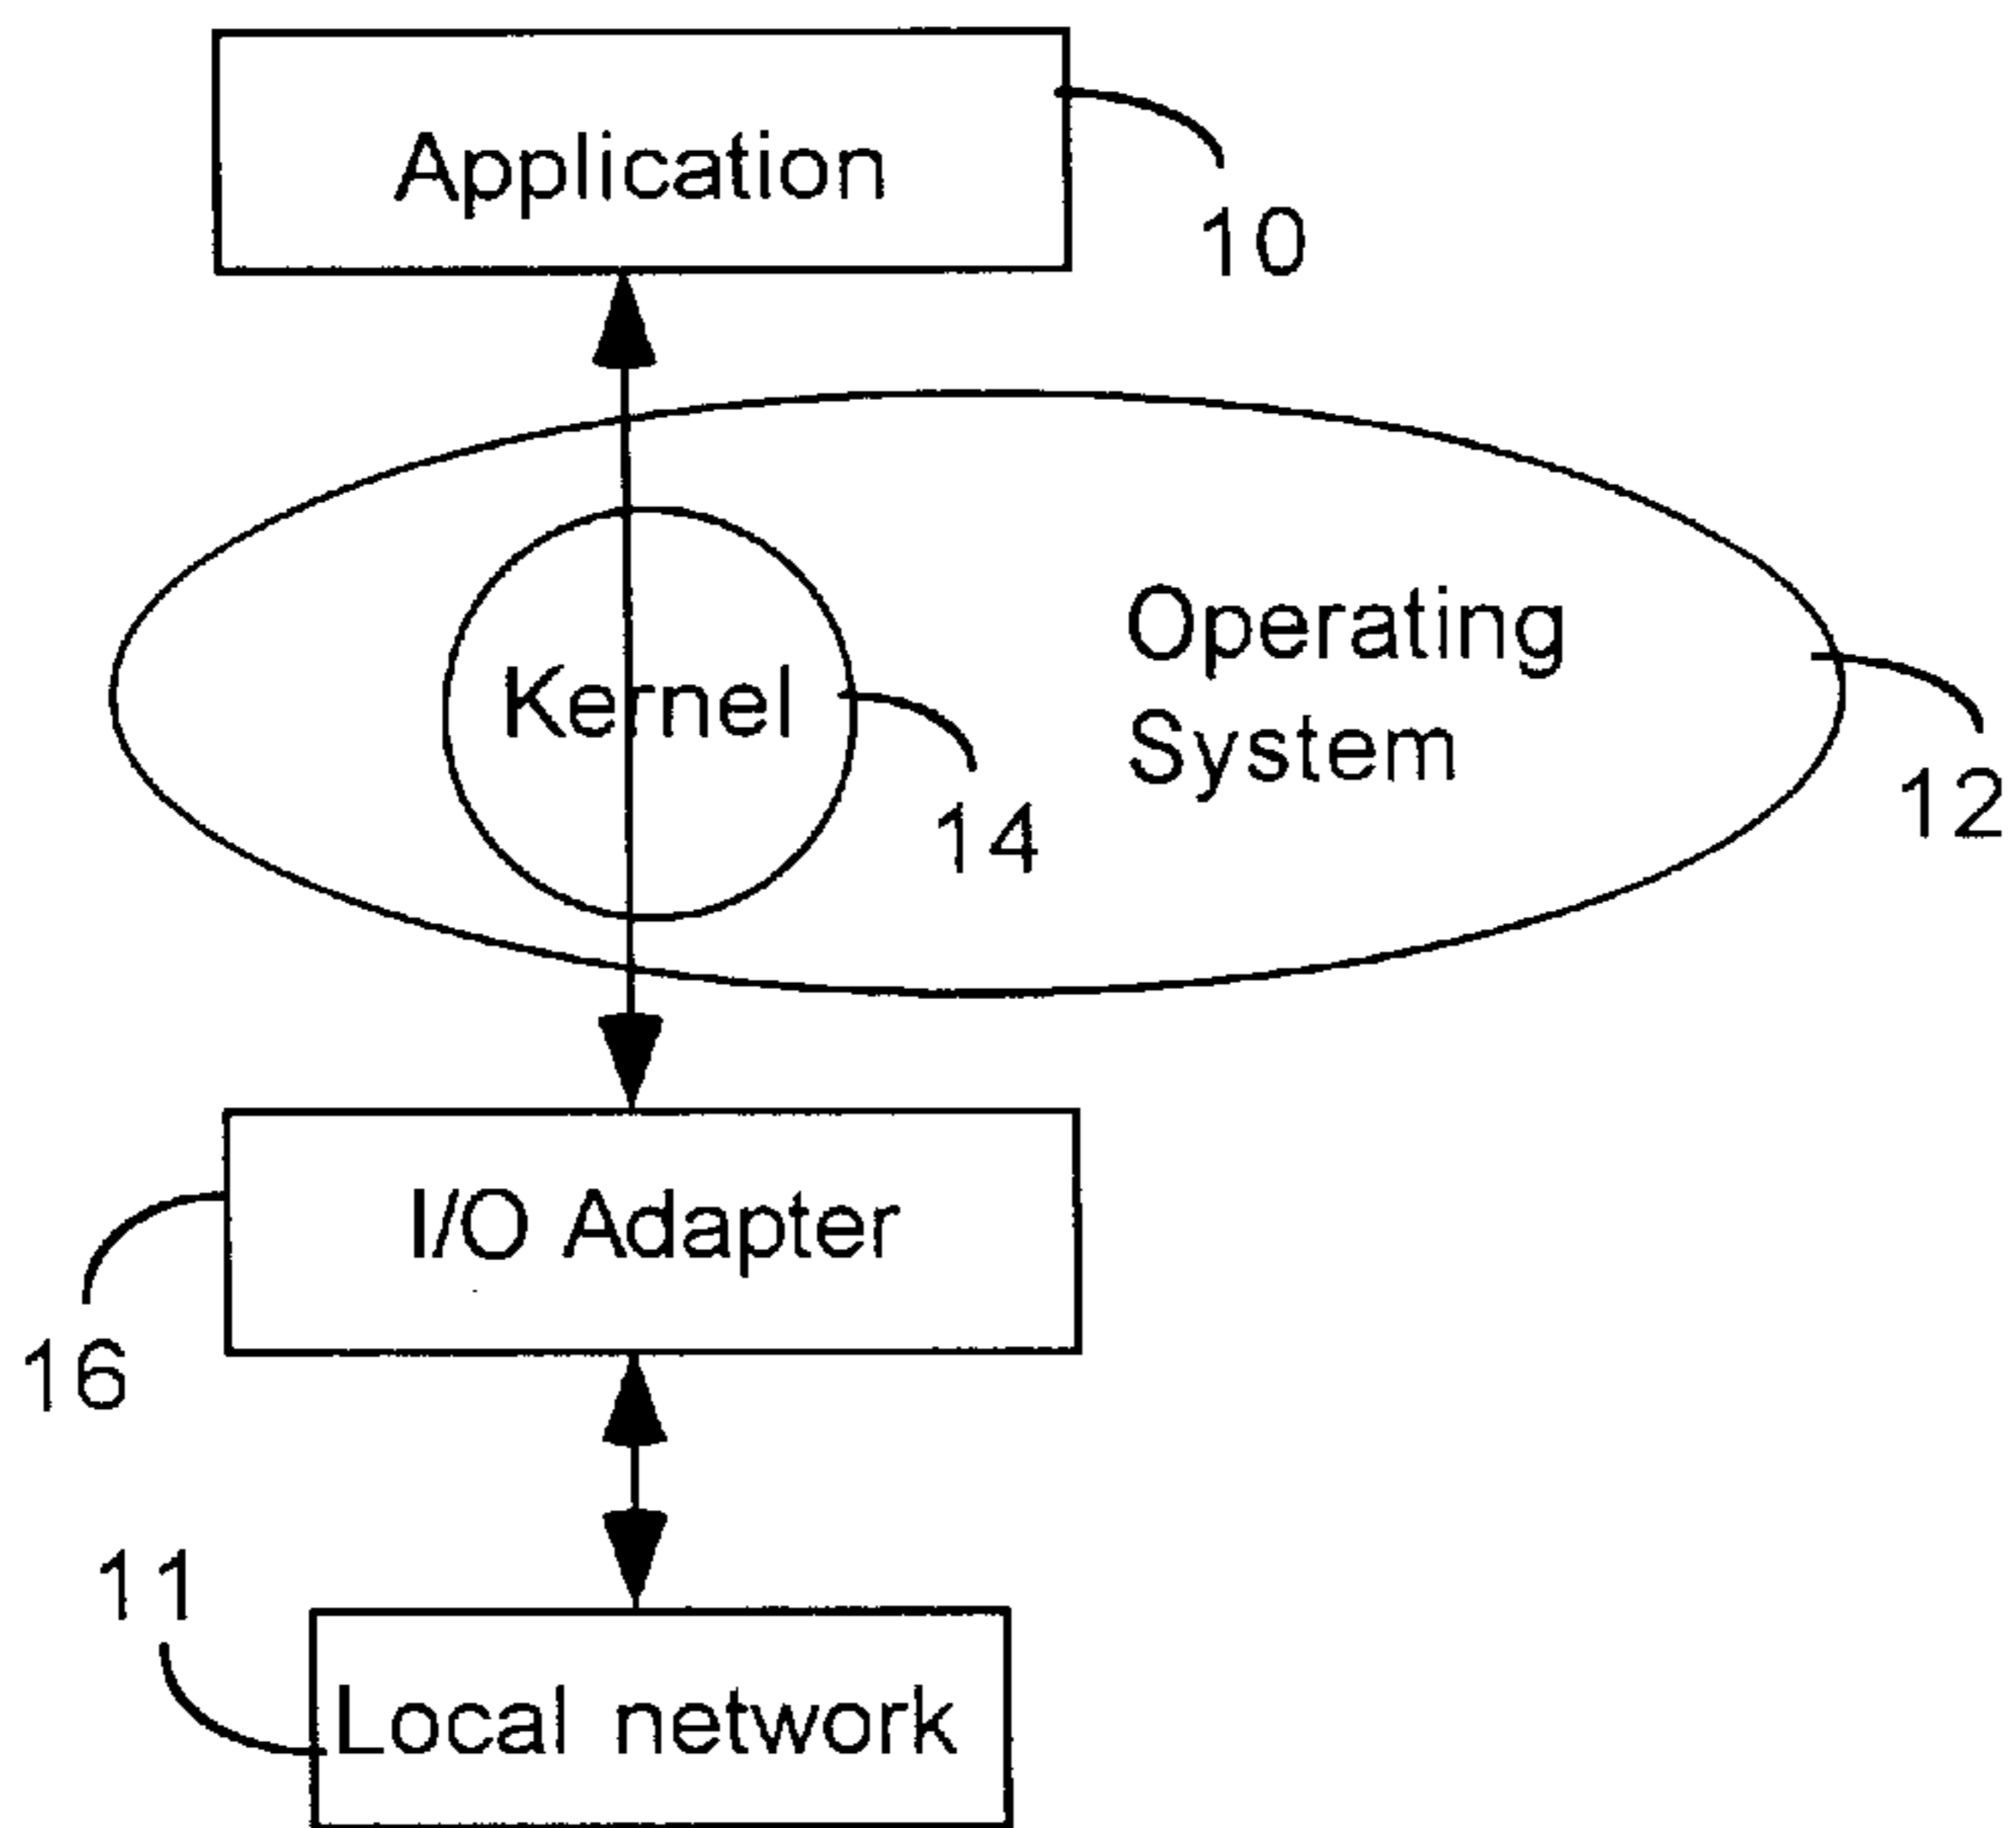 Application
10
Operating
System
Kernel
14
12
I/O Adapter
16
11
Local network